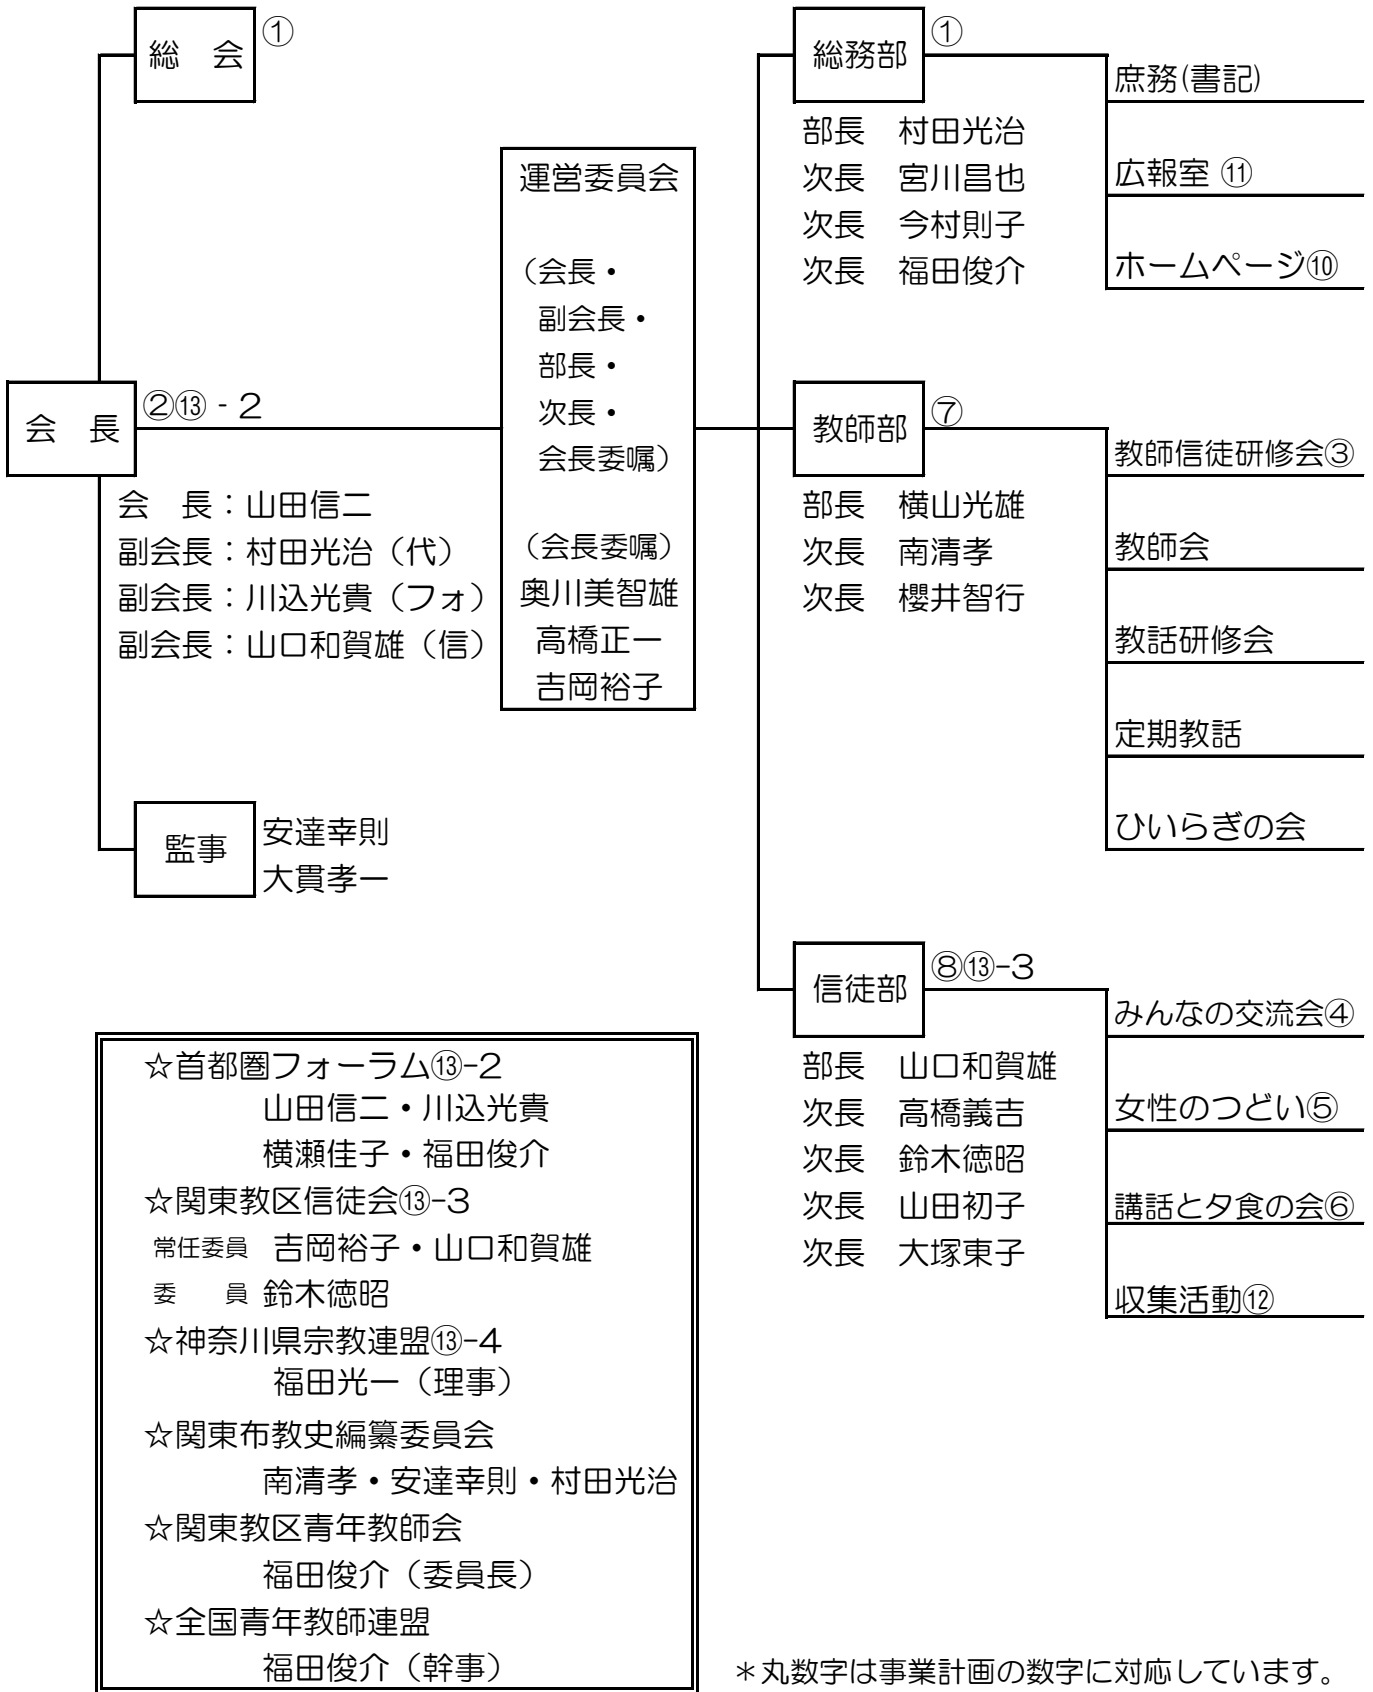 総　会 ①
会　長 ②⑬‐２
会　長：山田信二
副会長：村田光治（代）
副会長：川込光貴（フォ）
副会長：山口和賀雄（信）
監事
安達幸則
大貫孝一
運営委員会
（会長・
副会長・
部長・
次長・
会長委嘱）
（会長委嘱）
奥川美智雄
高橋正一
吉岡裕子
総務部 ①
部長　村田光治
次長　宮川昌也
次長　今村則子
次長　福田俊介
庶務(書記)
広報室 ⑪
ホームページ⑩
教師部 ⑦
部長　横山光雄
次長　南清孝
次長　櫻井智行
教師信徒研修会③
教師会
教話研修会
定期教話
ひいらぎの会
信徒部 ⑧⑬-3
部長　山口和賀雄
次長　高橋義吉
次長　鈴木徳昭
次長　山田初子
次長　大塚東子
みんなの交流会④
女性のつどい⑤
講話と夕食の会⑥
収集活動⑫
☆首都圏フォーラム⑬-2
山田信二・川込光貴
横瀬佳子・福田俊介
☆関東教区信徒会⑬-3
常任委員　吉岡裕子・山口和賀雄
委　　員 鈴木徳昭
☆神奈川県宗教連盟⑬-4
福田光一（理事）
☆関東布教史編纂委員会
南清孝・安達幸則・村田光治
☆関東教区青年教師会
福田俊介（委員長）
☆全国青年教師連盟
福田俊介（幹事）
＊丸数字は事業計画の数字に対応しています。